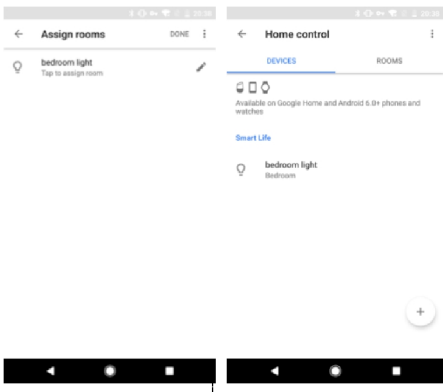 Assign rooms
DONE
bedroom light
Tap to assign room
Home control
DEVICES
ROOMS
Available on Google Home and Android 6.0+ phones and
watches
Smart Life
bedroom light
Bedroom